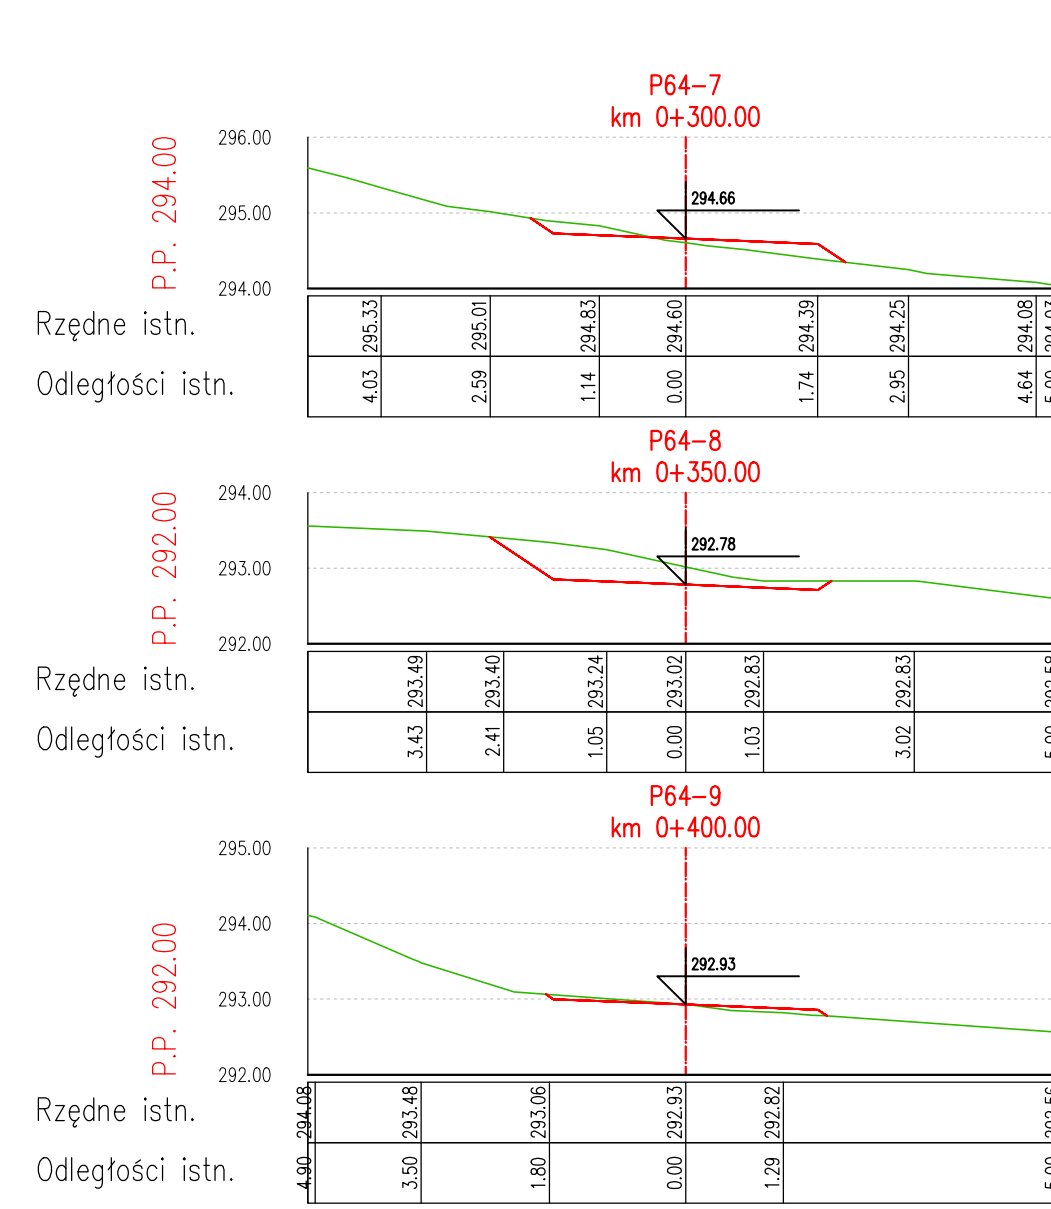 P64-7
km 0+300.00
P.P. 294.00
296.00
295.00
294.00
294.66
Rzędne istn. 295.33 295.01 294.83 294.60 294.39 294.25 294.08
Odległości istn. 4.03 2.59 1.14 0.00 1.74 2.95 4.64
P64-8
km 0+350.00
P.P. 292.00
294.00
293.00
292.00
292.78
Rzędne istn. 293.49 293.40 293.24 293.02 292.83 292.83
Odległości istn. 3.43 2.41 1.05 0.00 1.03 3.02
P64-9
km 0+400.00
P.P. 292.00
295.00
294.00
293.00
292.00
292.93
Rzędne istn. 294.08 293.48 293.06 292.93 292.82
Odległości istn. 4.90 3.50 1.80 0.00 1.29